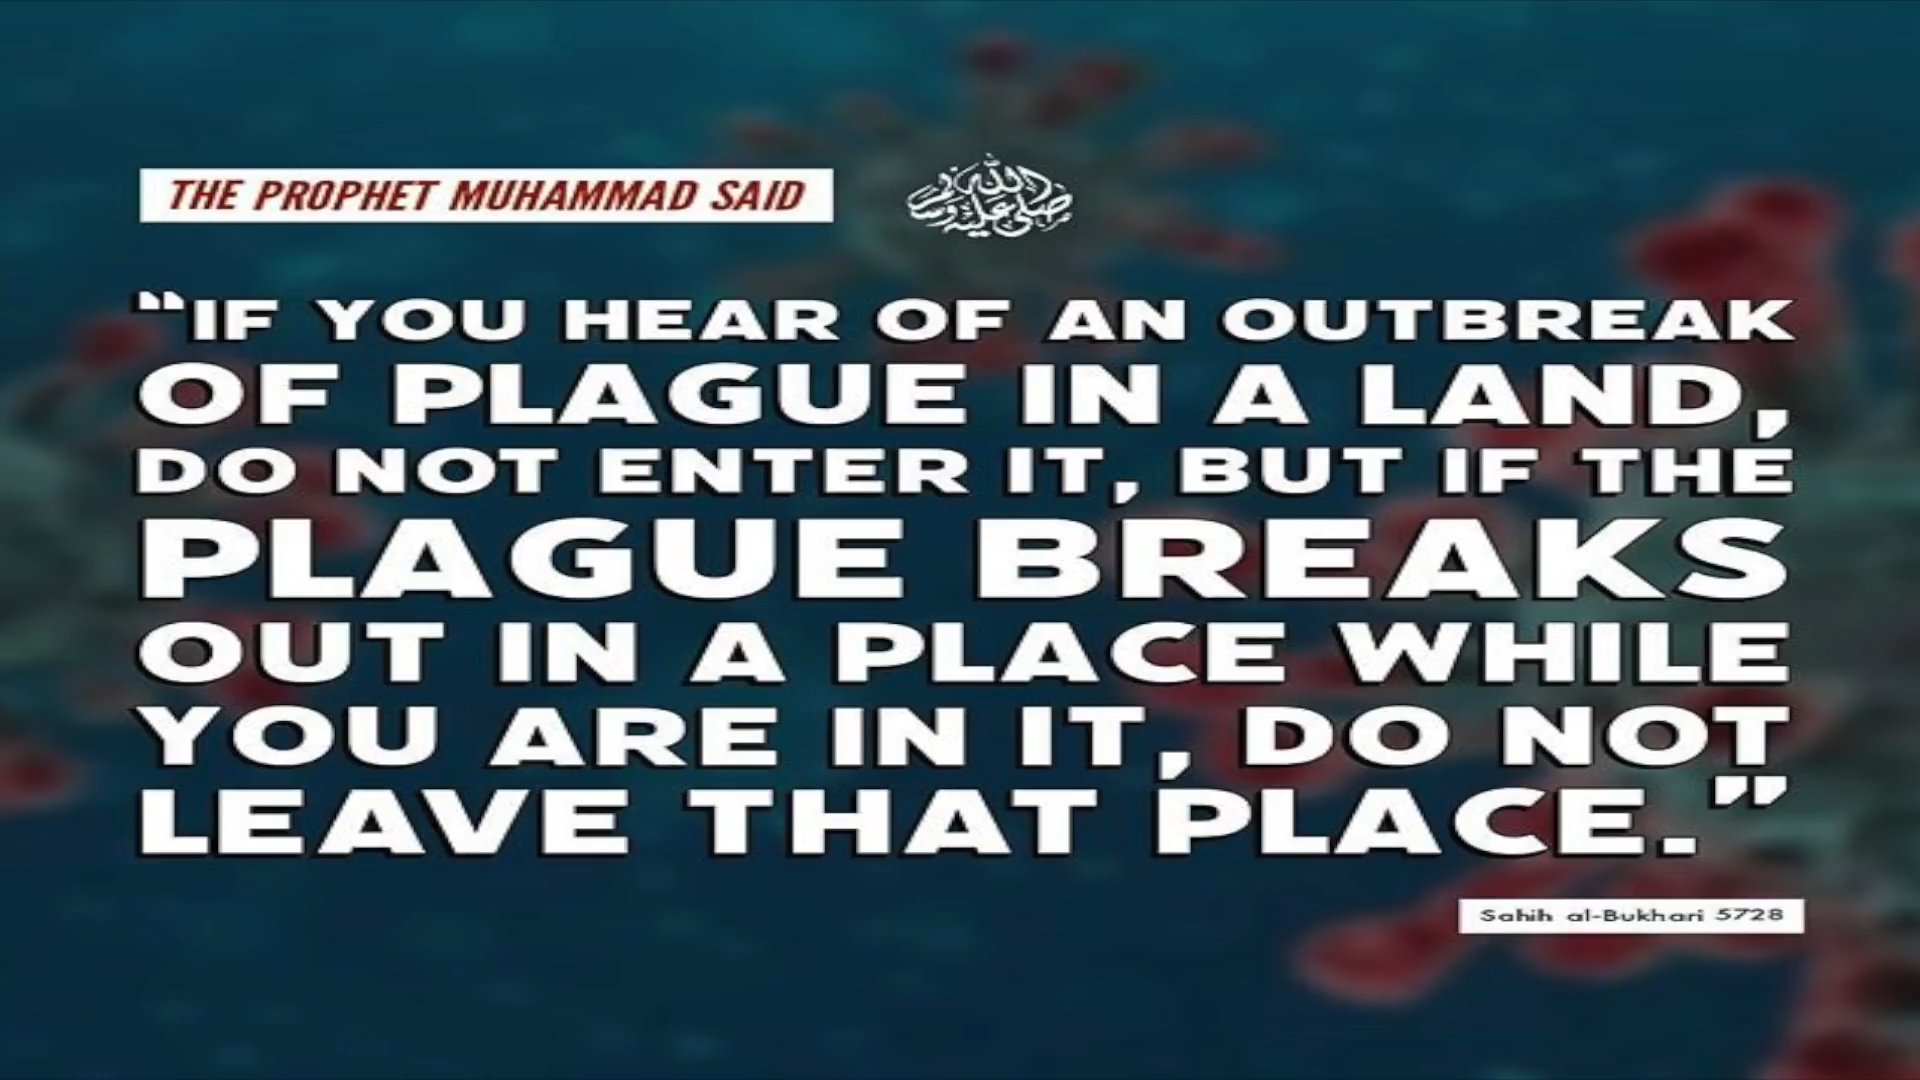 THE PROPHET MUHAMMAD SAID
صلى الله عليه وسلم
“IF YOU HEAR OF AN OUTBREAK
OF PLAGUE IN A LAND,
DO NOT ENTER IT, BUT IF THE
PLAGUE BREAKS
OUT IN A PLACE WHILE
YOU ARE IN IT, DO NOT
LEAVE THAT PLACE.”
Sahih al-Bukhari 5728